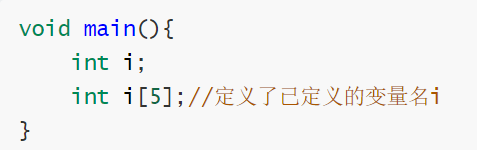 void main(){
    int i;
    int i[5];//定义了已定义的变量名i
}